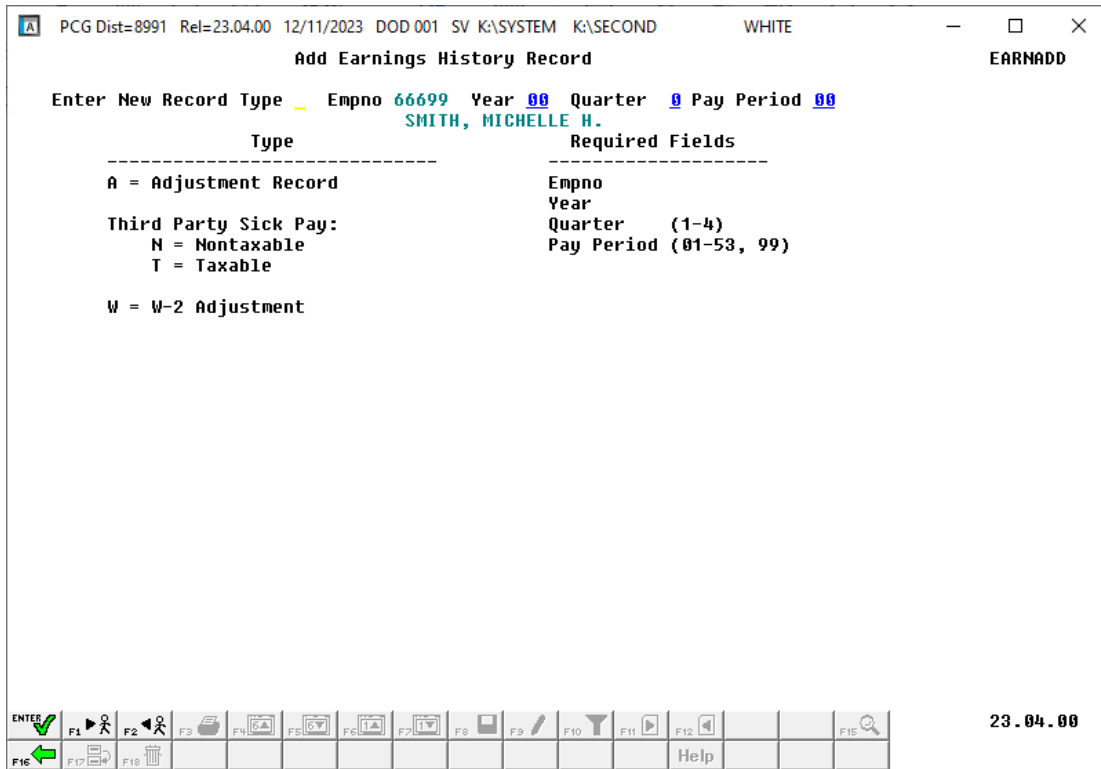 A PCG Dist=8991 Rel=23.04.00 12/11/2023 DOD 001 SV K:\SYSTEM K:\SECOND WHITE
Add Earnings History Record EARNADD
Enter New Record Type _ Empno 66699 Year 00 Quarter 0 Pay Period 00
SMITH, MICHELLE H.
Type Required Fields
------------------------------ --------------------
A = Adjustment Record Empno
Year
Third Party Sick Pay: Quarter (1-4)
N = Nontaxable Pay Period (01-53, 99)
T = Taxable
W = W-2 Adjustment
ENTER F1 F2 F3 F4 6 F5 6 F6 1 F7 1 F8 F9 F10 F11 F12 F15 23.04.00
F16 F17 F18 Help